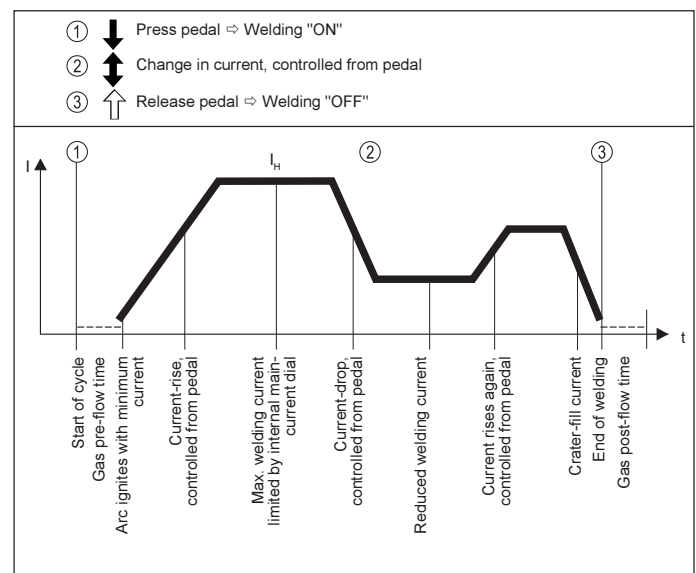 ① Press pedal ⇨ Welding "ON"
② Change in current, controlled from pedal
③ Release pedal ⇨ Welding "OFF"
①
I_H
②
③
I
t
Start of cycle
Gas pre-flow time
Arc ignites with minimum
current
Current-rise,
controlled from pedal
Max. welding current
limited by internal main-
current dial
Current-drop,
controlled from pedal
Reduced welding current
Current rises again,
controlled from pedal
Crater-fill current
End of welding
Gas post-flow time